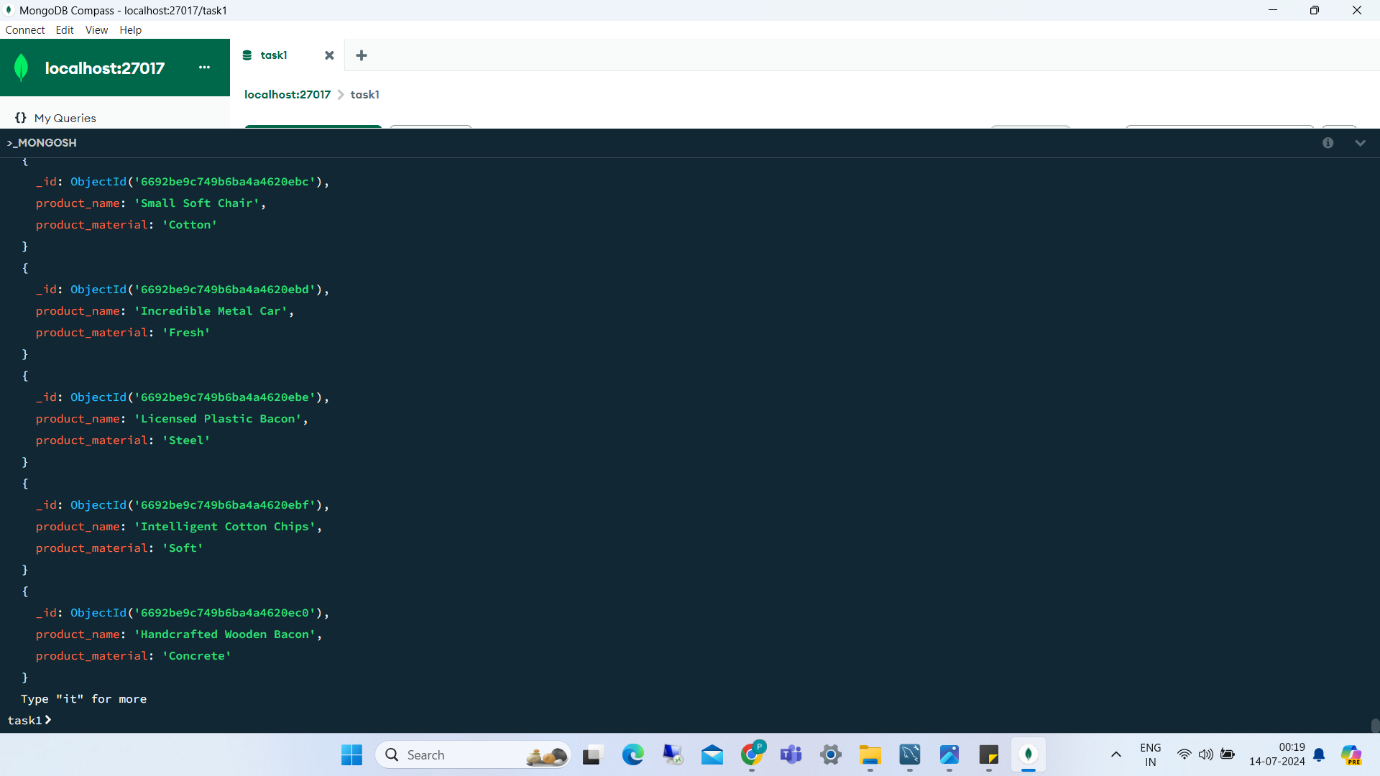 MongoDB Compass - localhost:27017/task1
Connect Edit View Help
localhost:27017 ...
task1
localhost:27017 > task1
{} My Queries
>_MONGOSH
{
_id: ObjectId('6692be9c749b6ba4a4620ebc'),
product_name: 'Small Soft Chair',
product_material: 'Cotton'
}
{
_id: ObjectId('6692be9c749b6ba4a4620ebd'),
product_name: 'Incredible Metal Car',
product_material: 'Fresh'
}
{
_id: ObjectId('6692be9c749b6ba4a4620ebe'),
product_name: 'Licensed Plastic Bacon',
product_material: 'Steel'
}
{
_id: ObjectId('6692be9c749b6ba4a4620ebf'),
product_name: 'Intelligent Cotton Chips',
product_material: 'Soft'
}
{
_id: ObjectId('6692be9c749b6ba4a4620ec0'),
product_name: 'Handcrafted Wooden Bacon',
product_material: 'Concrete'
}
Type "it" for more
task1>
Search
P
ENG
IN
00:19
14-07-2024
PRE